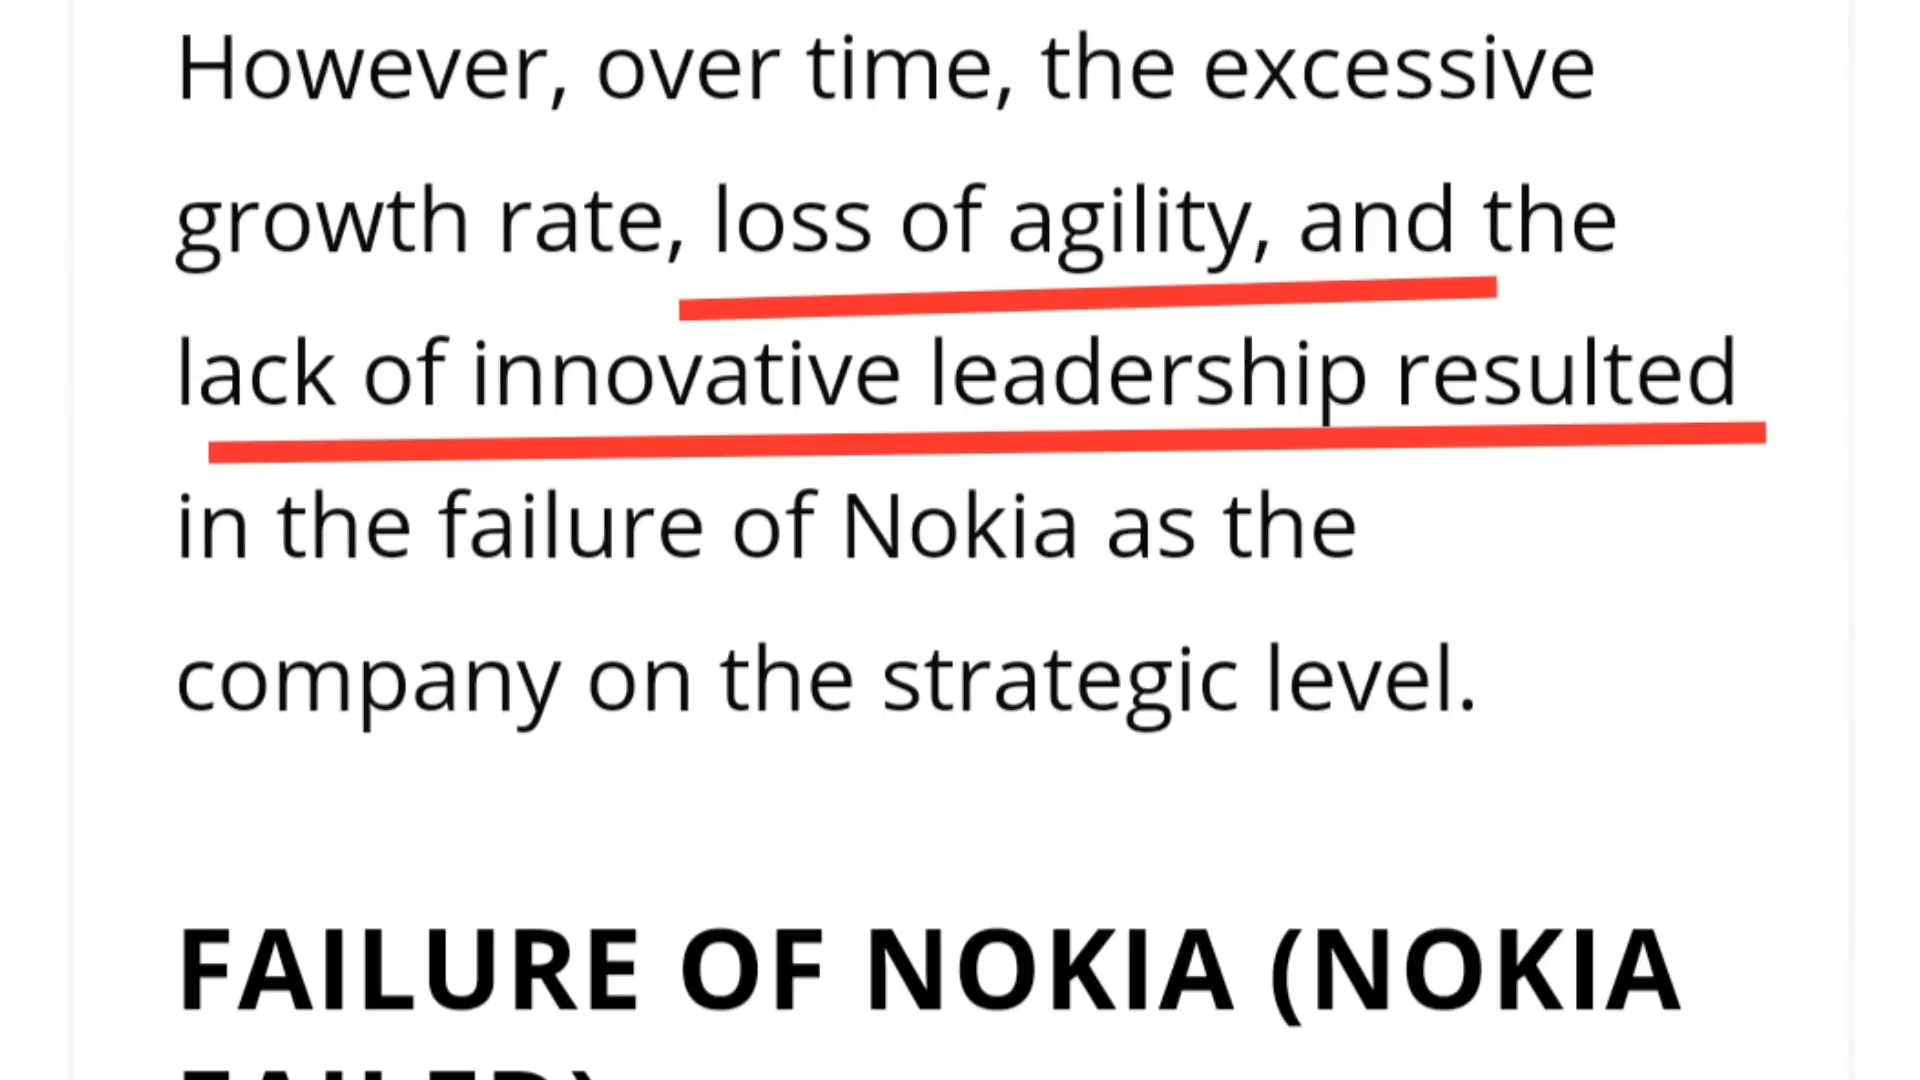 However, over time, the excessive
growth rate, loss of agility, and the
lack of innovative leadership resulted
in the failure of Nokia as the
company on the strategic level.
FAILURE OF NOKIA (NOKIA
FAILED)